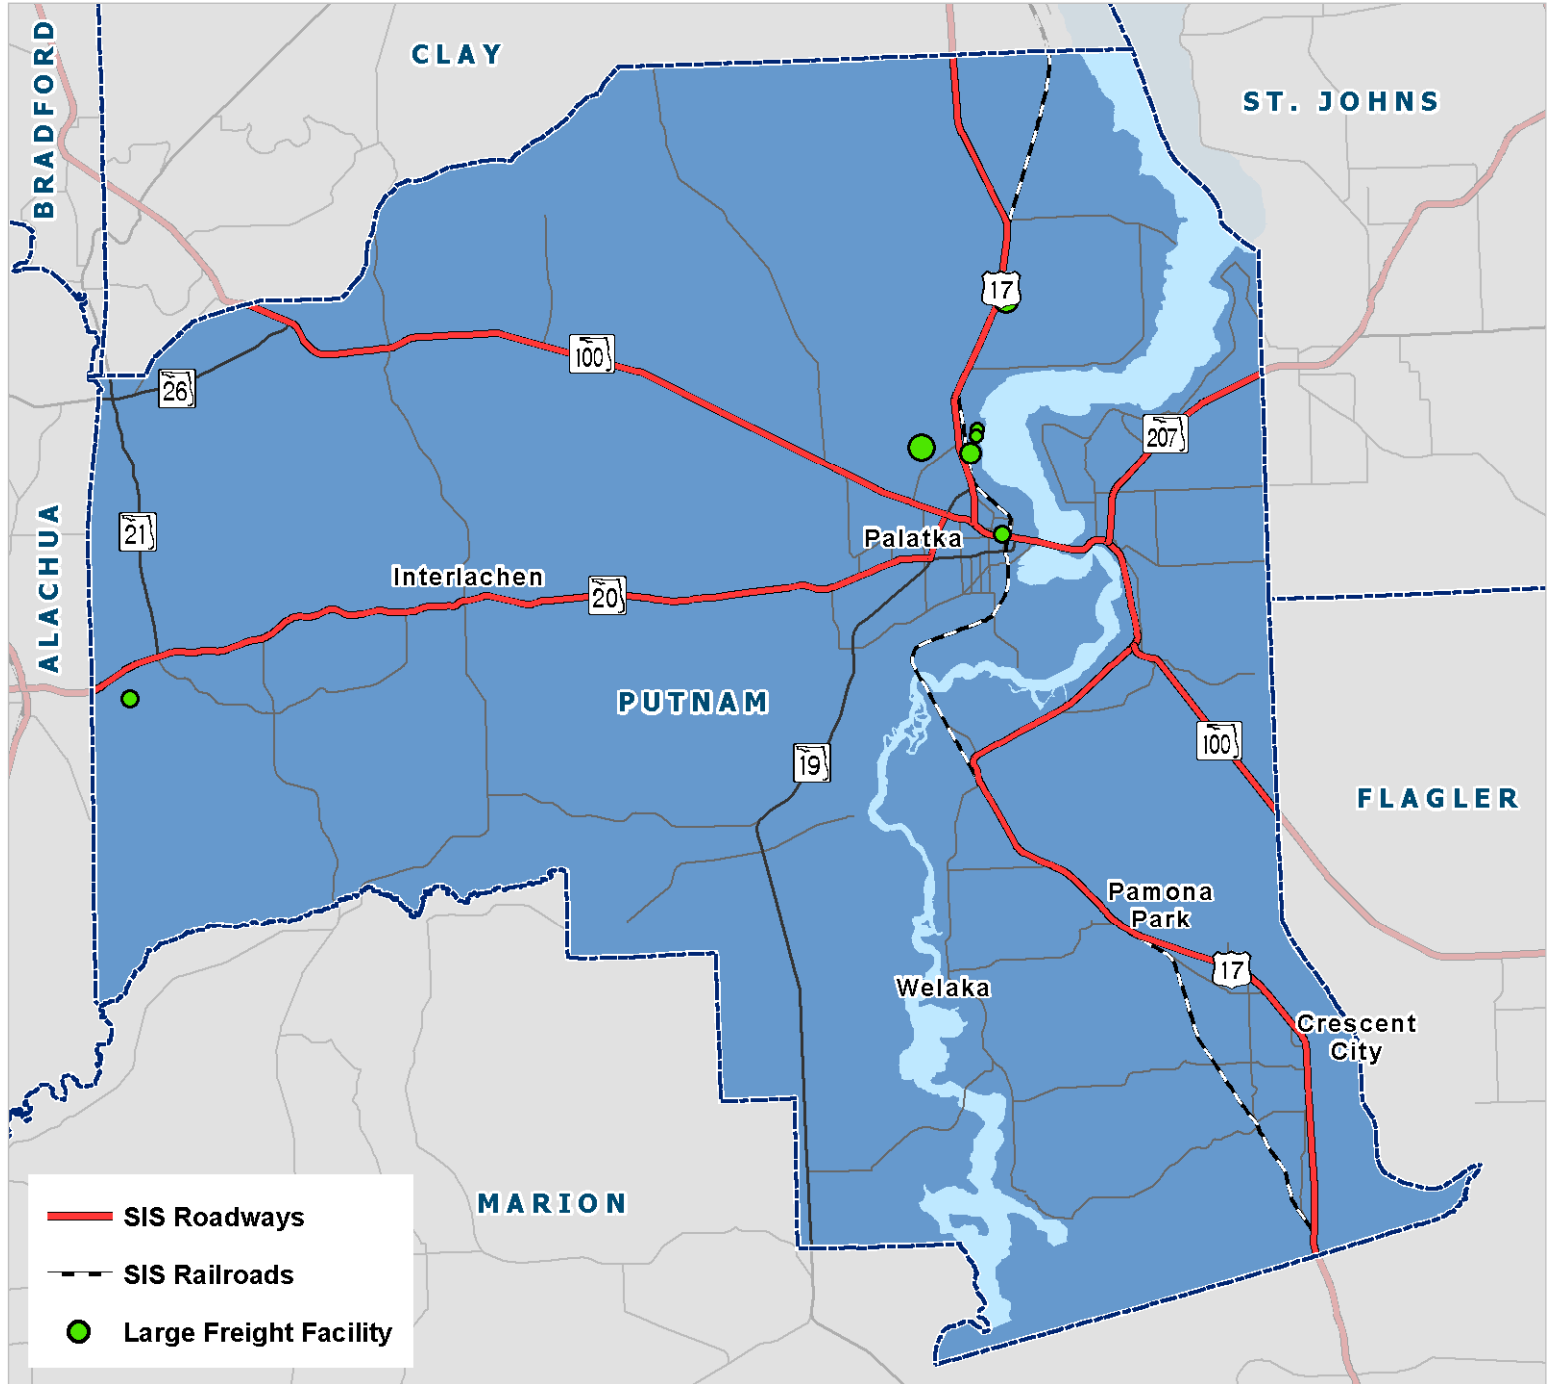 CLAY
BRADFORD
ST. JOHNS
17
100
26
207
21
Palatka
Interlachen
20
ALACHUA
PUTNAM
100
19
FLAGLER
Pamona
Park
17
Welaka
Crescent
City
MARION
SIS Roadways
SIS Railroads
Large Freight Facility